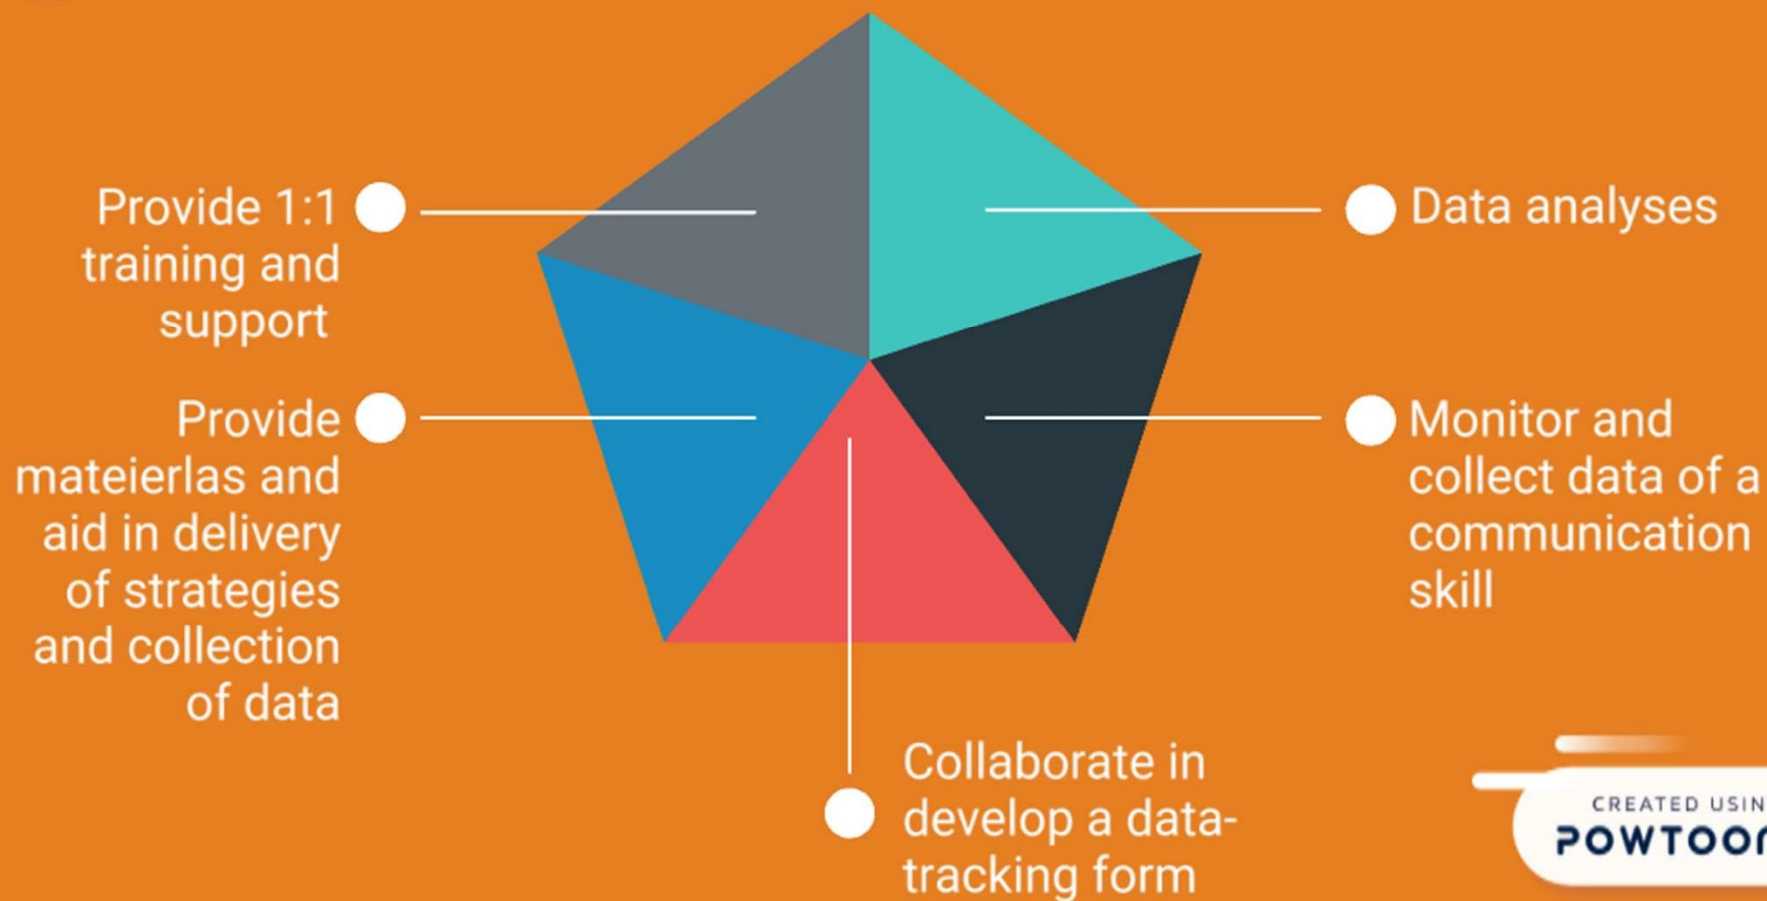 Provide 1:1
training and
support
Provide
mateierlas and
aid in delivery
of strategies
and collection
of data
Data analyses
Monitor and
collect data of a
communication
skill
Collaborate in
develop a data-
tracking form
CREATED USIN
POWTOO